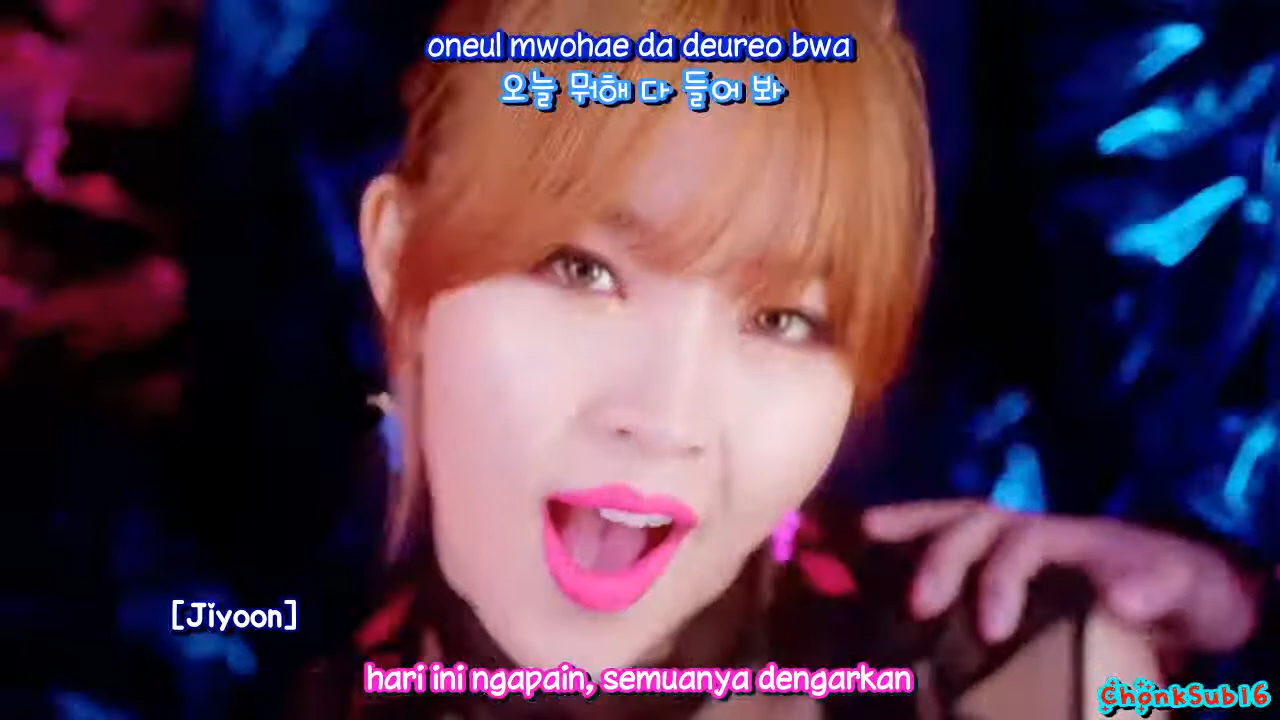 oneul mwohae da deureo bwa
오늘 뭐해 다 들어 봐
[Jiyoon]
hari ini ngapain, semuanya dengarkan
ChonkSub16